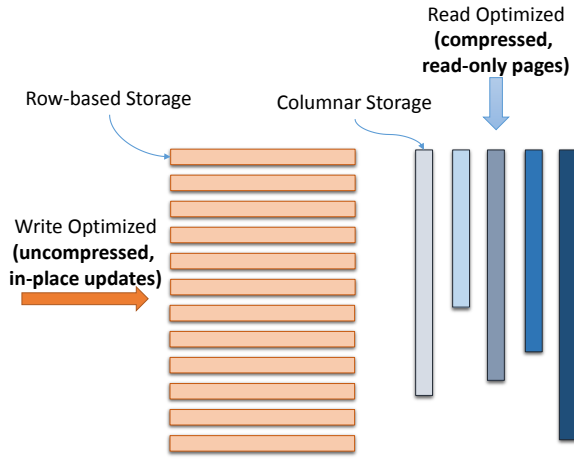 Read Optimized
(compressed,
read-only pages)
Row-based Storage
Columnar Storage
Write Optimized
(uncompressed,
in-place updates)